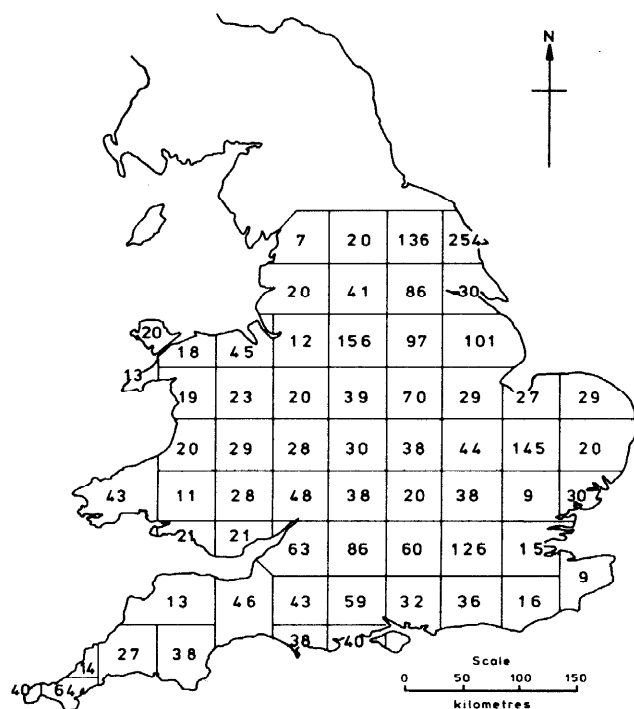 N
7 20 136 254
20 41 86 30
20
18 45 12 156 97 101
13
19 23 20 39 70 29 27 29
20 29 28 30 38 44 145 20
43 11 28 48 38 20 38 9 30
21 21 63 86 60 126 15
9
13 46 43 59 32 36 16
38 40
14 27 38
40 64
Scale
0 50 100 150
kilometres